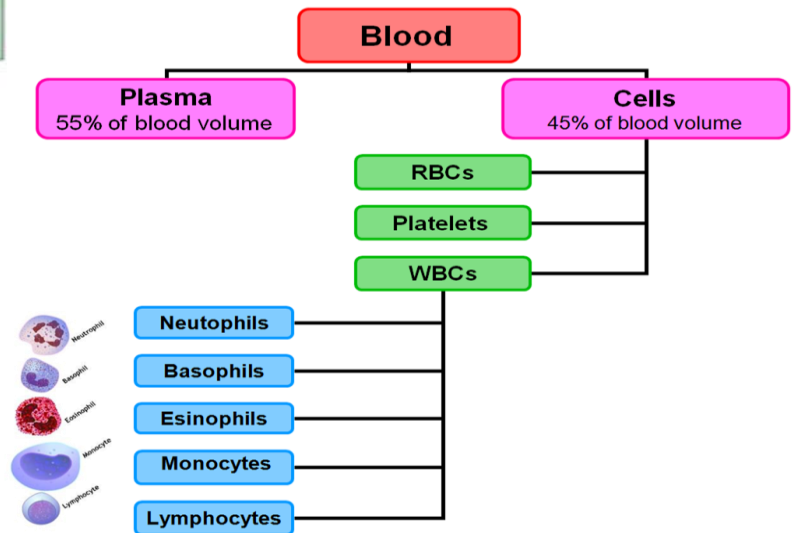 Blood
Plasma
55% of blood volume
Cells
45% of blood volume
RBCs
Platelets
WBCs
Neutophils
Basophils
Esinophils
Monocytes
Lymphocytes
Neutrophil
Basophil
Eosinophil
Monocyte
Lymphocyte